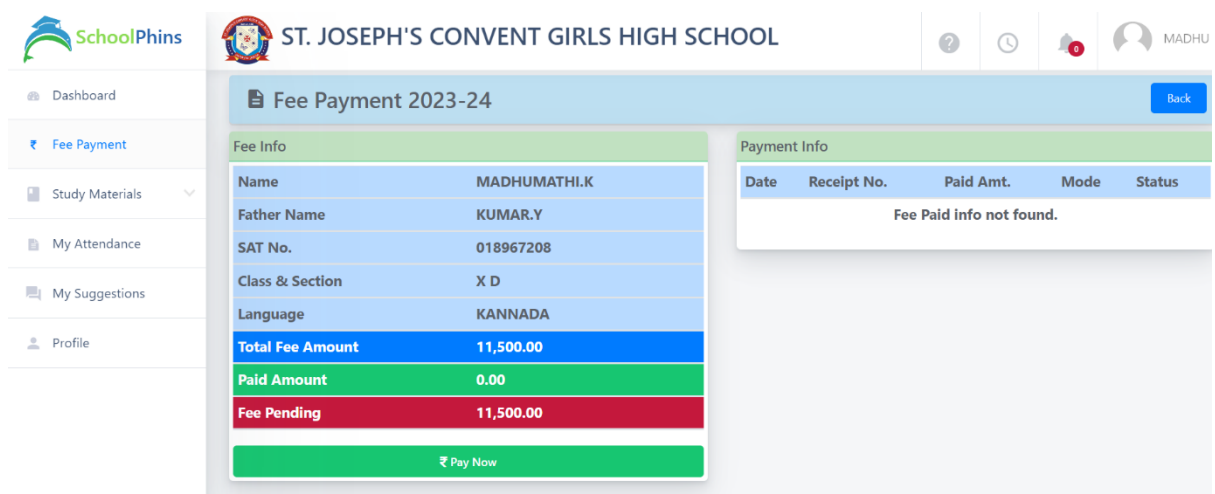 SchoolPhins
ST. JOSEPH'S CONVENT GIRLS HIGH SCHOOL
0
MADHU
Dashboard
Fee Payment
Study Materials
My Attendance
My Suggestions
Profile
Fee Payment 2023-24
Back
Fee Info
Name MADHUMATHI.K
Father Name KUMAR.Y
SAT No. 018967208
Class & Section X D
Language KANNADA
Total Fee Amount 11,500.00
Paid Amount 0.00
Fee Pending 11,500.00
₹ Pay Now
Payment Info
Date Receipt No. Paid Amt. Mode Status
Fee Paid info not found.